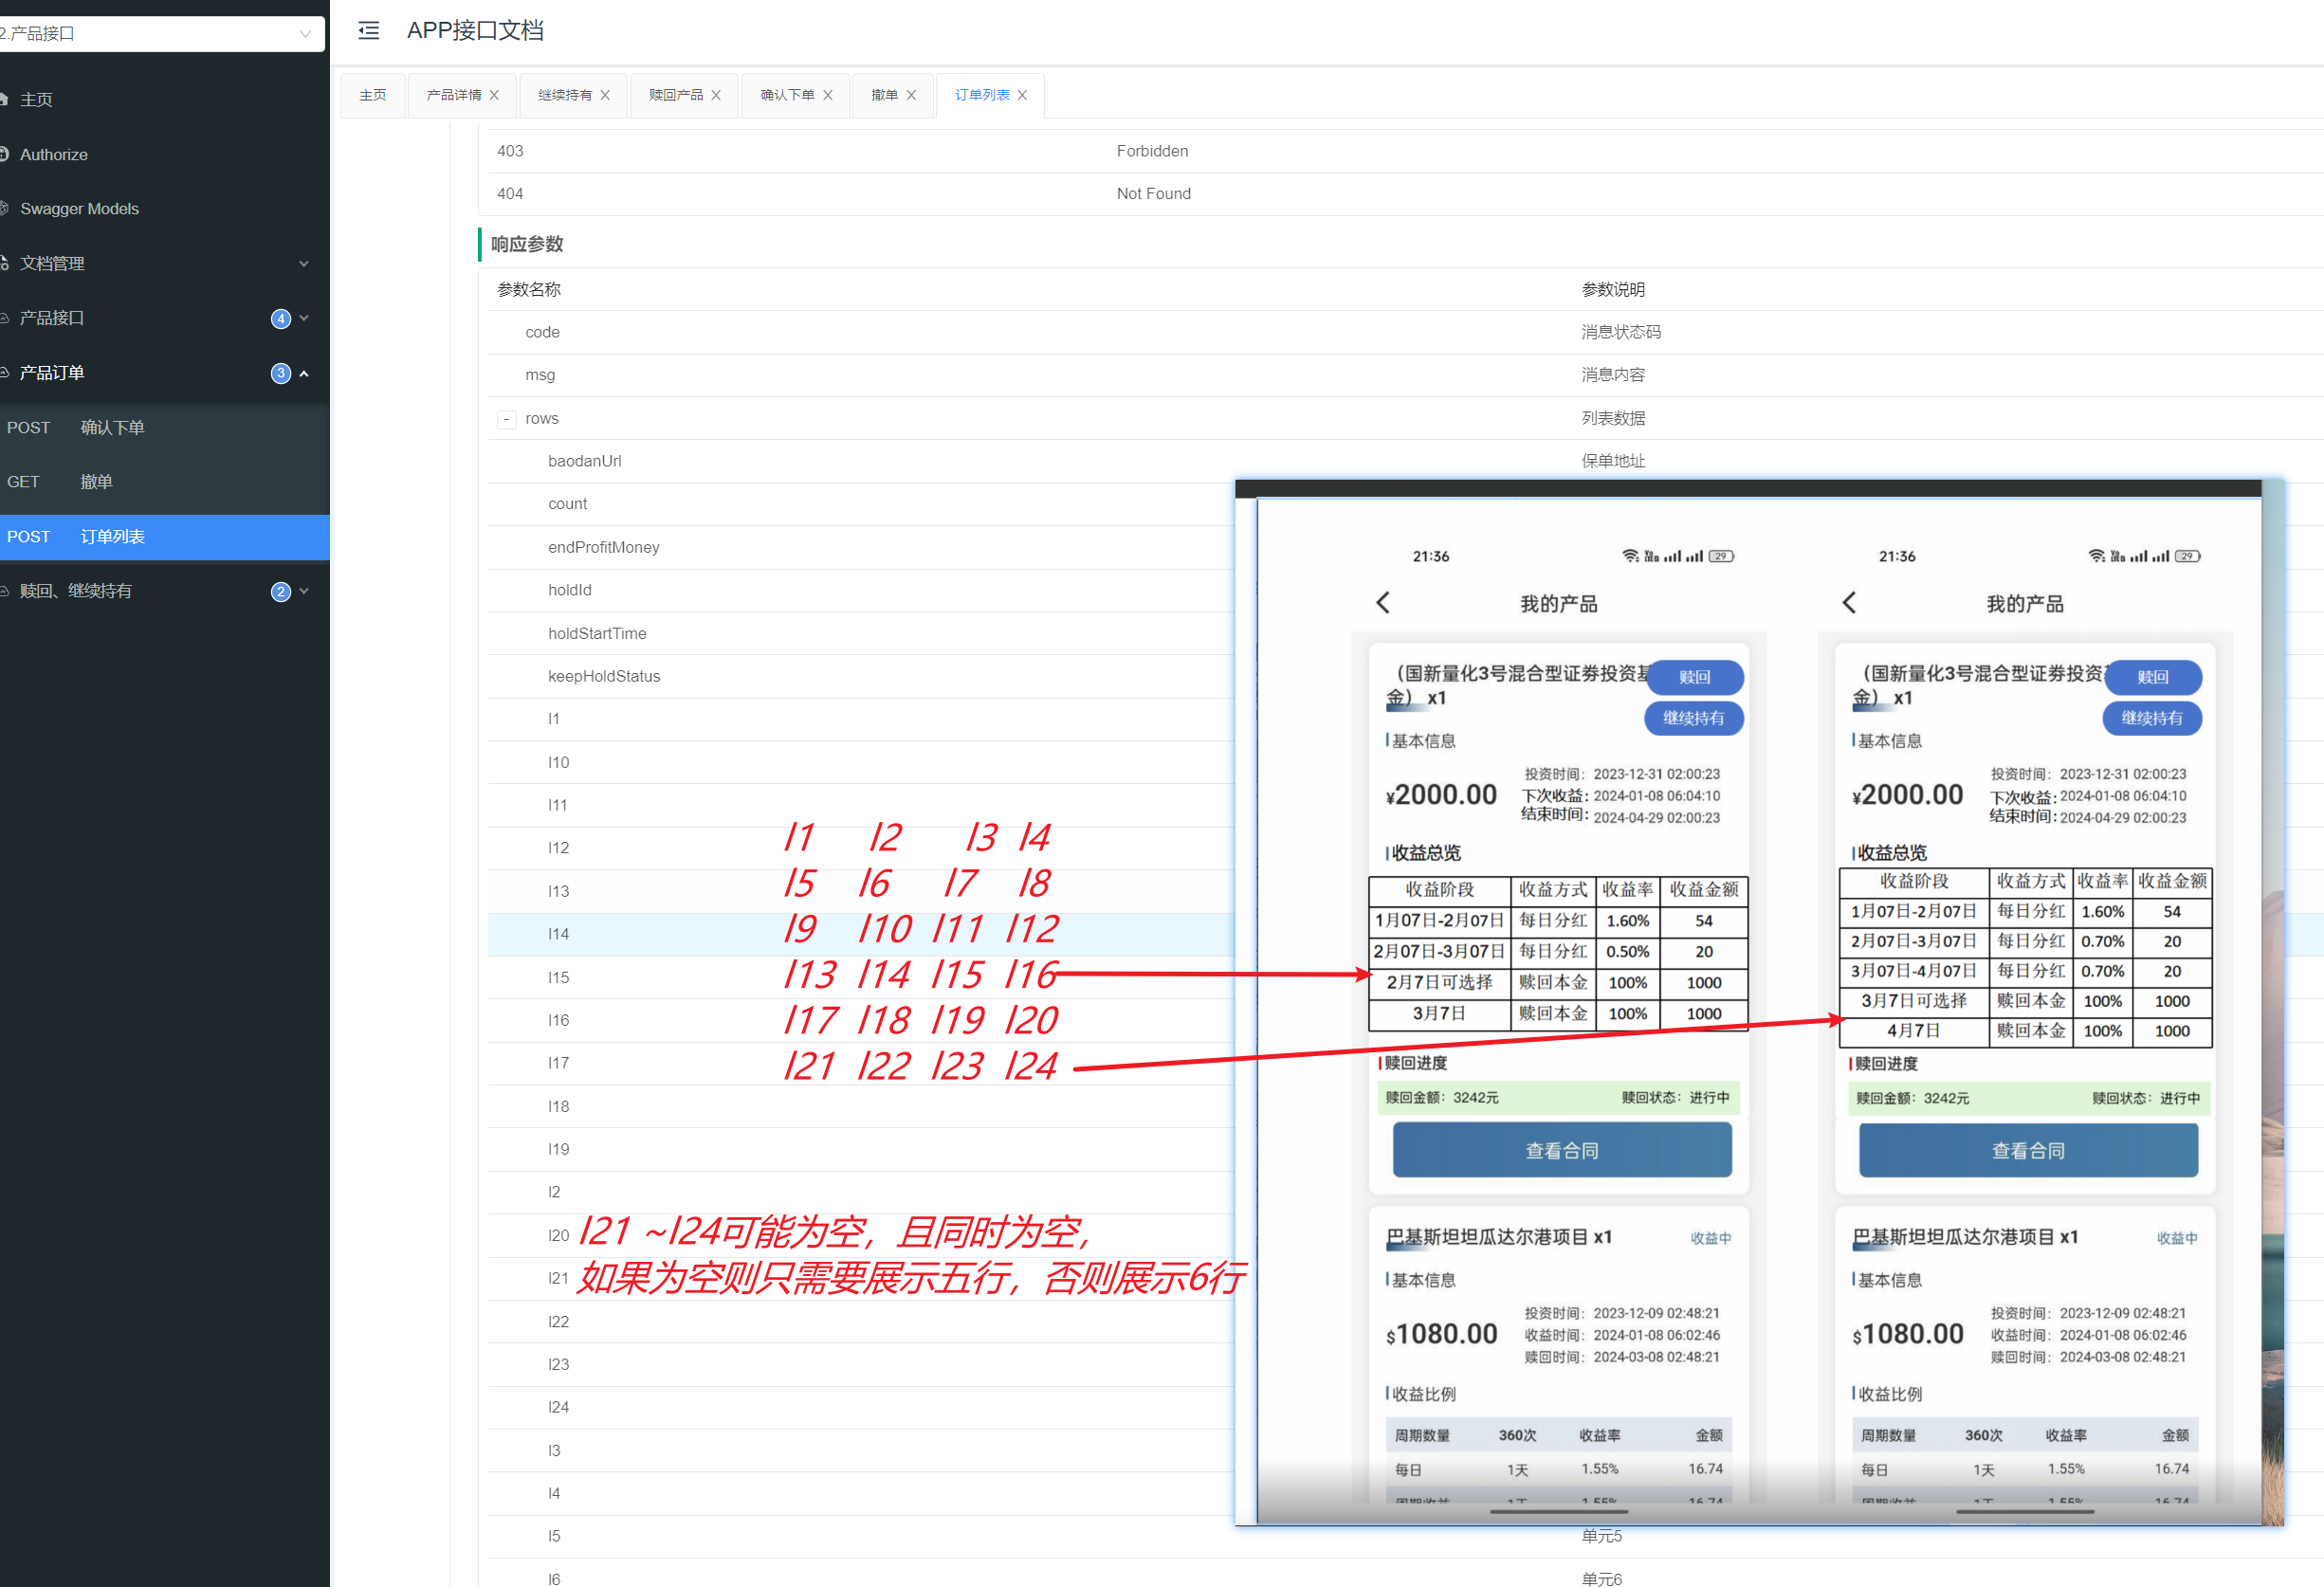 2.产品接口
主页
Authorize
Swagger Models
文档管理
产品接口 4
产品订单 3
POST 确认下单
GET 撤单
POST 订单列表
赎回、继续持有 2
APP接口文档
主页 产品详情 继续持有 赎回产品 确认下单 撤单 订单列表
403 Forbidden
404 Not Found
响应参数
参数名称 参数说明
code 消息状态码
msg 消息内容
- rows 列表数据
baodanUrl 保单地址
count
endProfitMoney
holdId
holdStartTime
keepHoldStatus
l1
l10
l11
l12
l13
l14
l15
l16
l17
l18
l19
l2
l20
l21
l22
l23
l24
l3
l4
l5 单元5
l6 单元6
l1 l2 l3 l4
l5 l6 l7 l8
l9 l10 l11 l12
l13 l14 l15 l16
l17 l18 l19 l20
l21 l22 l23 l24
l21 ~l24可能为空，且同时为空，
如果为空则只需要展示五行，否则展示6行
21:36 29
我的产品
（国新量化3号混合型证券投资基
金） x1
赎回
继续持有
基本信息
¥2000.00
投资时间：2023-12-31 02:00:23
下次收益：2024-01-08 06:04:10
结束时间：2024-04-29 02:00:23
收益总览
收益阶段 收益方式 收益率 收益金额
1月07日-2月07日 每日分红 1.60% 54
2月07日-3月07日 每日分红 0.50% 20
2月7日可选择 赎回本金 100% 1000
3月7日 赎回本金 100% 1000
赎回进度
赎回金额：3242元 赎回状态：进行中
查看合同
巴基斯坦坦瓜达尔港项目 x1 收益中
基本信息
$1080.00
投资时间：2023-12-09 02:48:21
收益时间：2024-01-08 06:02:46
赎回时间：2024-03-08 02:48:21
收益比例
周期数量 360次 收益率 金额
每日 1天 1.55% 16.74
周期收益 1天 1.55% 16.74
21:36 29
我的产品
（国新量化3号混合型证券投资
金） x1
赎回
继续持有
基本信息
¥2000.00
投资时间：2023-12-31 02:00:23
下次收益：2024-01-08 06:04:10
结束时间：2024-04-29 02:00:23
收益总览
收益阶段 收益方式 收益率 收益金额
1月07日-2月07日 每日分红 1.60% 54
2月07日-3月07日 每日分红 0.70% 20
3月07日-4月07日 每日分红 0.70% 20
3月7日可选择 赎回本金 100% 1000
4月7日 赎回本金 100% 1000
赎回进度
赎回金额：3242元 赎回状态：进行中
查看合同
巴基斯坦坦瓜达尔港项目 x1 收益中
基本信息
$1080.00
投资时间：2023-12-09 02:48:21
收益时间：2024-01-08 06:02:46
赎回时间：2024-03-08 02:48:21
收益比例
周期数量 360次 收益率 金额
每日 1天 1.55% 16.74
周期收益 1天 1.55% 16.74